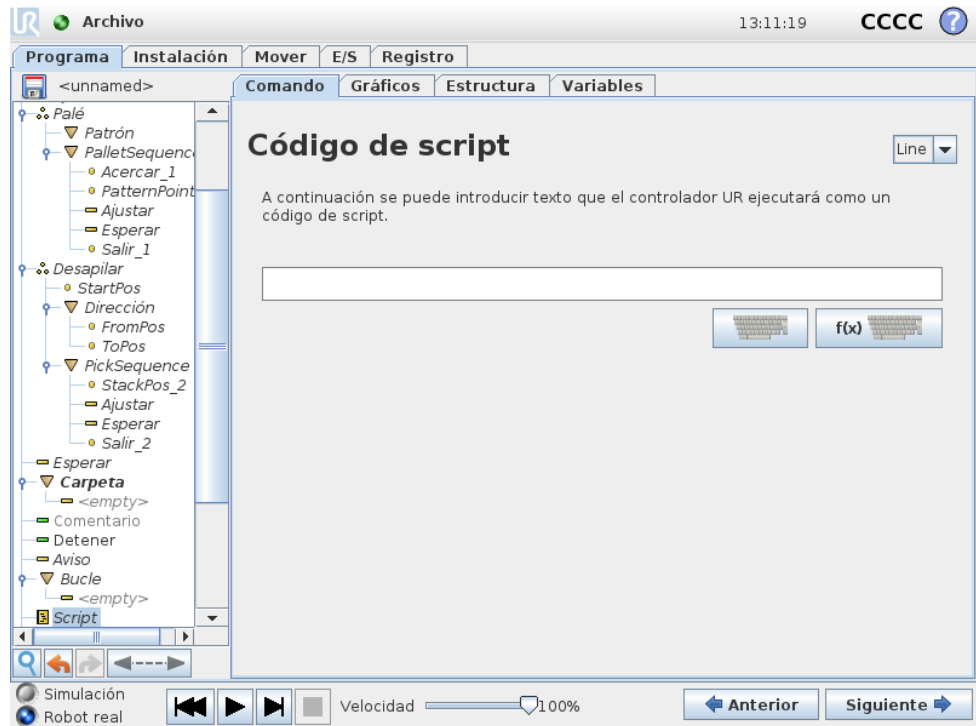 UR Archivo 13:11:19 CCCC ?
Programa Instalación Mover E/S Registro
<unnamed>
Comando Gráficos Estructura Variables
Palé
Patrón
PalletSequenc
Acercar_1
PatternPoint
Ajustar
Esperar
Salir_1
Desapilar
StartPos
Dirección
FromPos
ToPos
PickSequence
StackPos_2
Ajustar
Esperar
Salir_2
Esperar
Carpeta
<empty>
Comentario
Detener
Aviso
Bucle
<empty>
Script
Código de script
Line
A continuación se puede introducir texto que el controlador UR ejecutará como un
código de script.
f(x)
Simulación
Robot real
Velocidad 100%
Anterior Siguiente